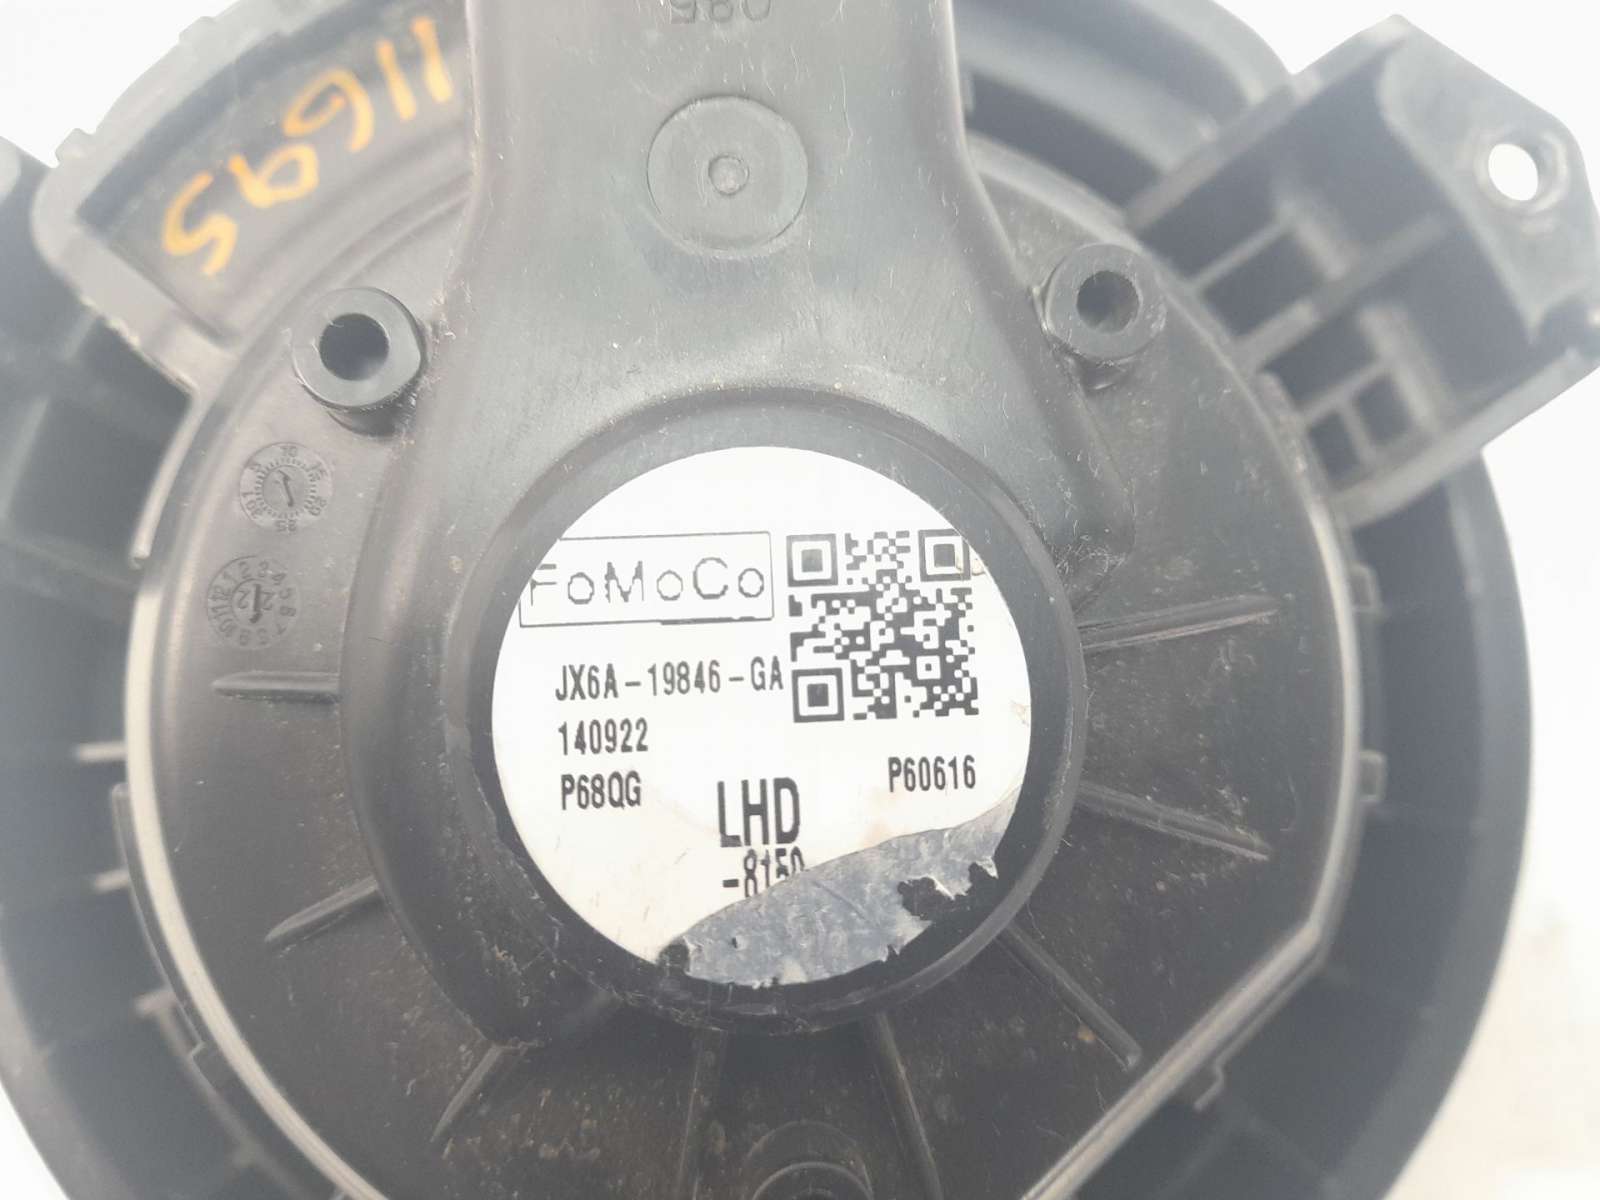 11695
FoMoCo
JX6A-19846-GA
140922
P68QG
P60616
LHD